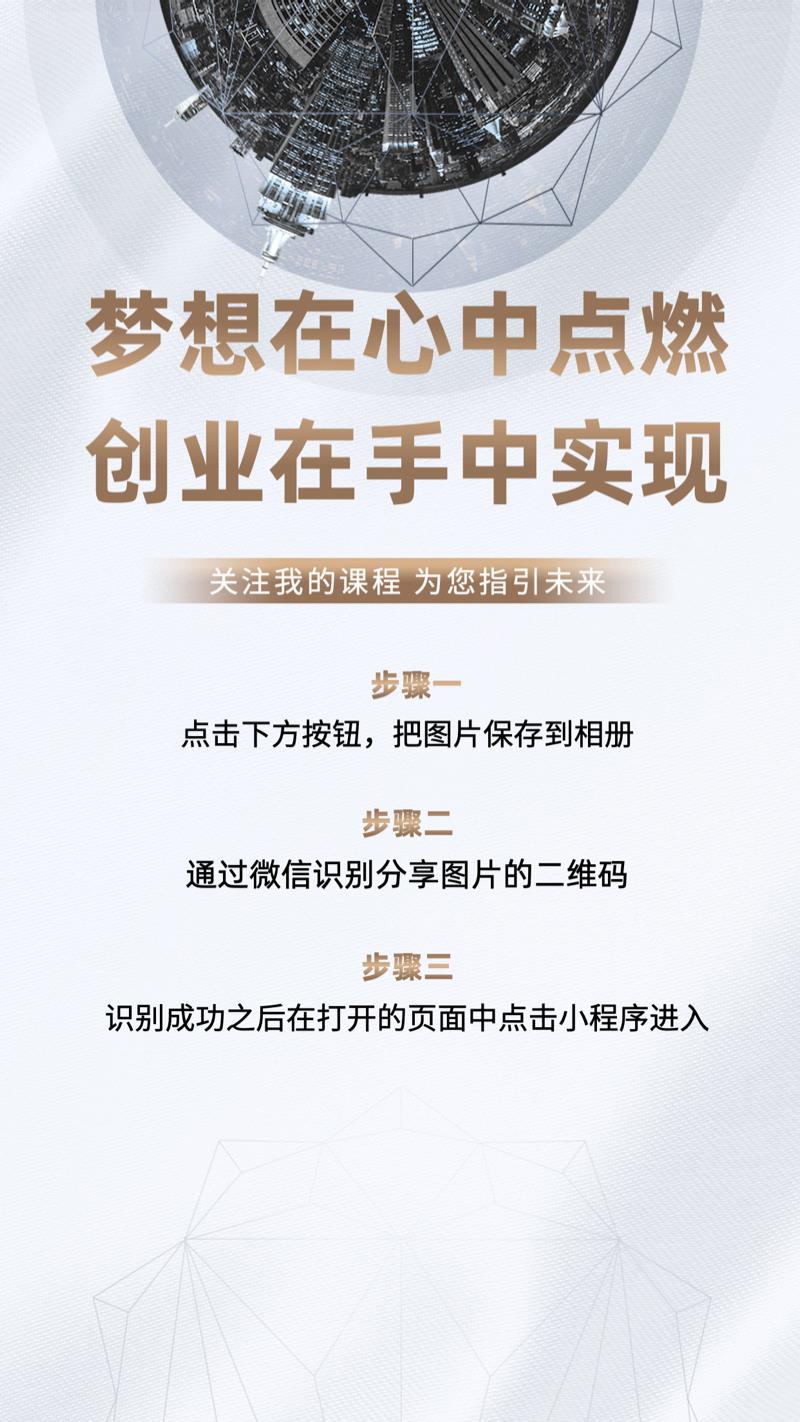 梦想在心中点燃
创业在手中实现
关注我的课程 为您指引未来
步骤一
点击下方按钮，把图片保存到相册
步骤二
通过微信识别分享图片的二维码
步骤三
识别成功之后在打开的页面中点击小程序进入